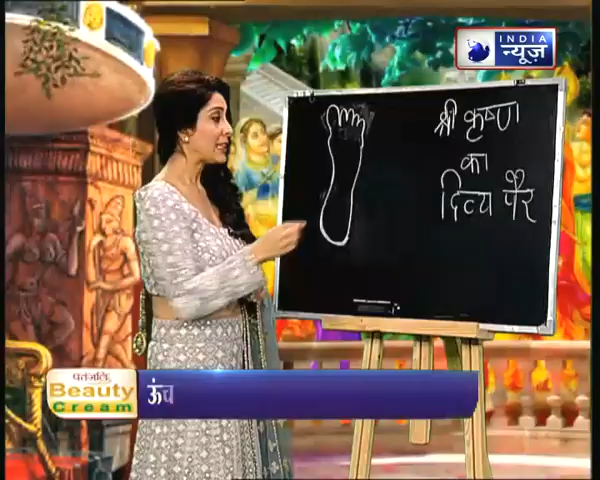 INDIA
न्यूज़
श्री कृष्ण
का
दिव्य पैर
पतंजलि
Beauty
Cream
ऊंच